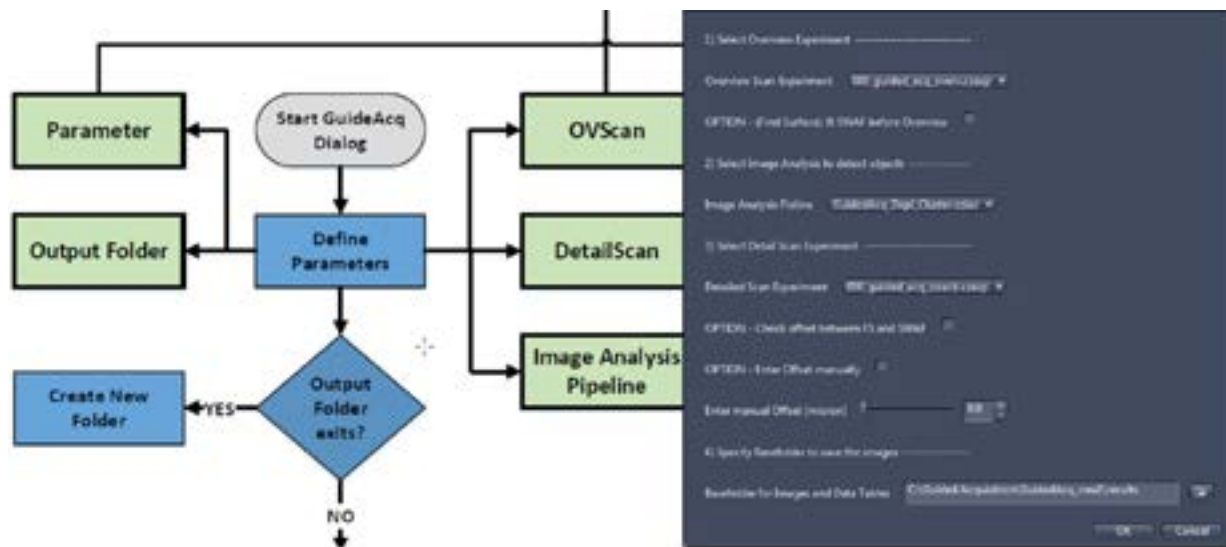 Parameter
Start GuideAcq
Dialog
OVScan
Output Folder
Define
Parameters
DetailScan
Image Analysis
Pipeline
Create New
Folder
YES
Output
Folder
exits?
NO
1) Select Overview Experiment
Overview Scan Experiment
OPTION - (Find Surface) & SWAF before Overview
2) Select Image Analysis to detect objects
Image Analysis Pipline
3) Select Detail Scan Experiment
Detailed Scan Experiment
OPTION - Check offset between FS and SWAF
OPTION - Enter Offset manually
Enter manual Offset [micron]
4) Specify Basefolder to save the images
Basefolder for Images and Data Tables
OK Cancel